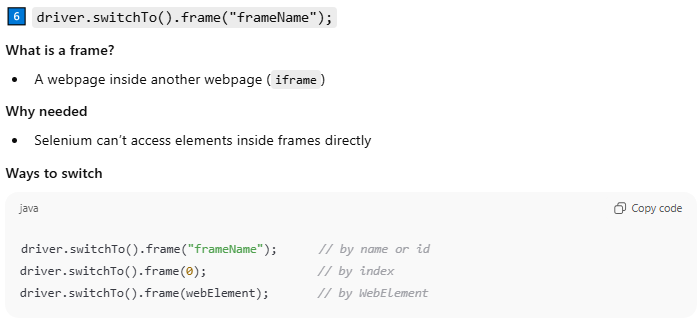 6 driver.switchTo().frame("frameName");
What is a frame?
• A webpage inside another webpage (iframe)
Why needed
• Selenium can’t access elements inside frames directly
Ways to switch
java Copy code
driver.switchTo().frame("frameName"); // by name or id
driver.switchTo().frame(0); // by index
driver.switchTo().frame(webElement); // by WebElement